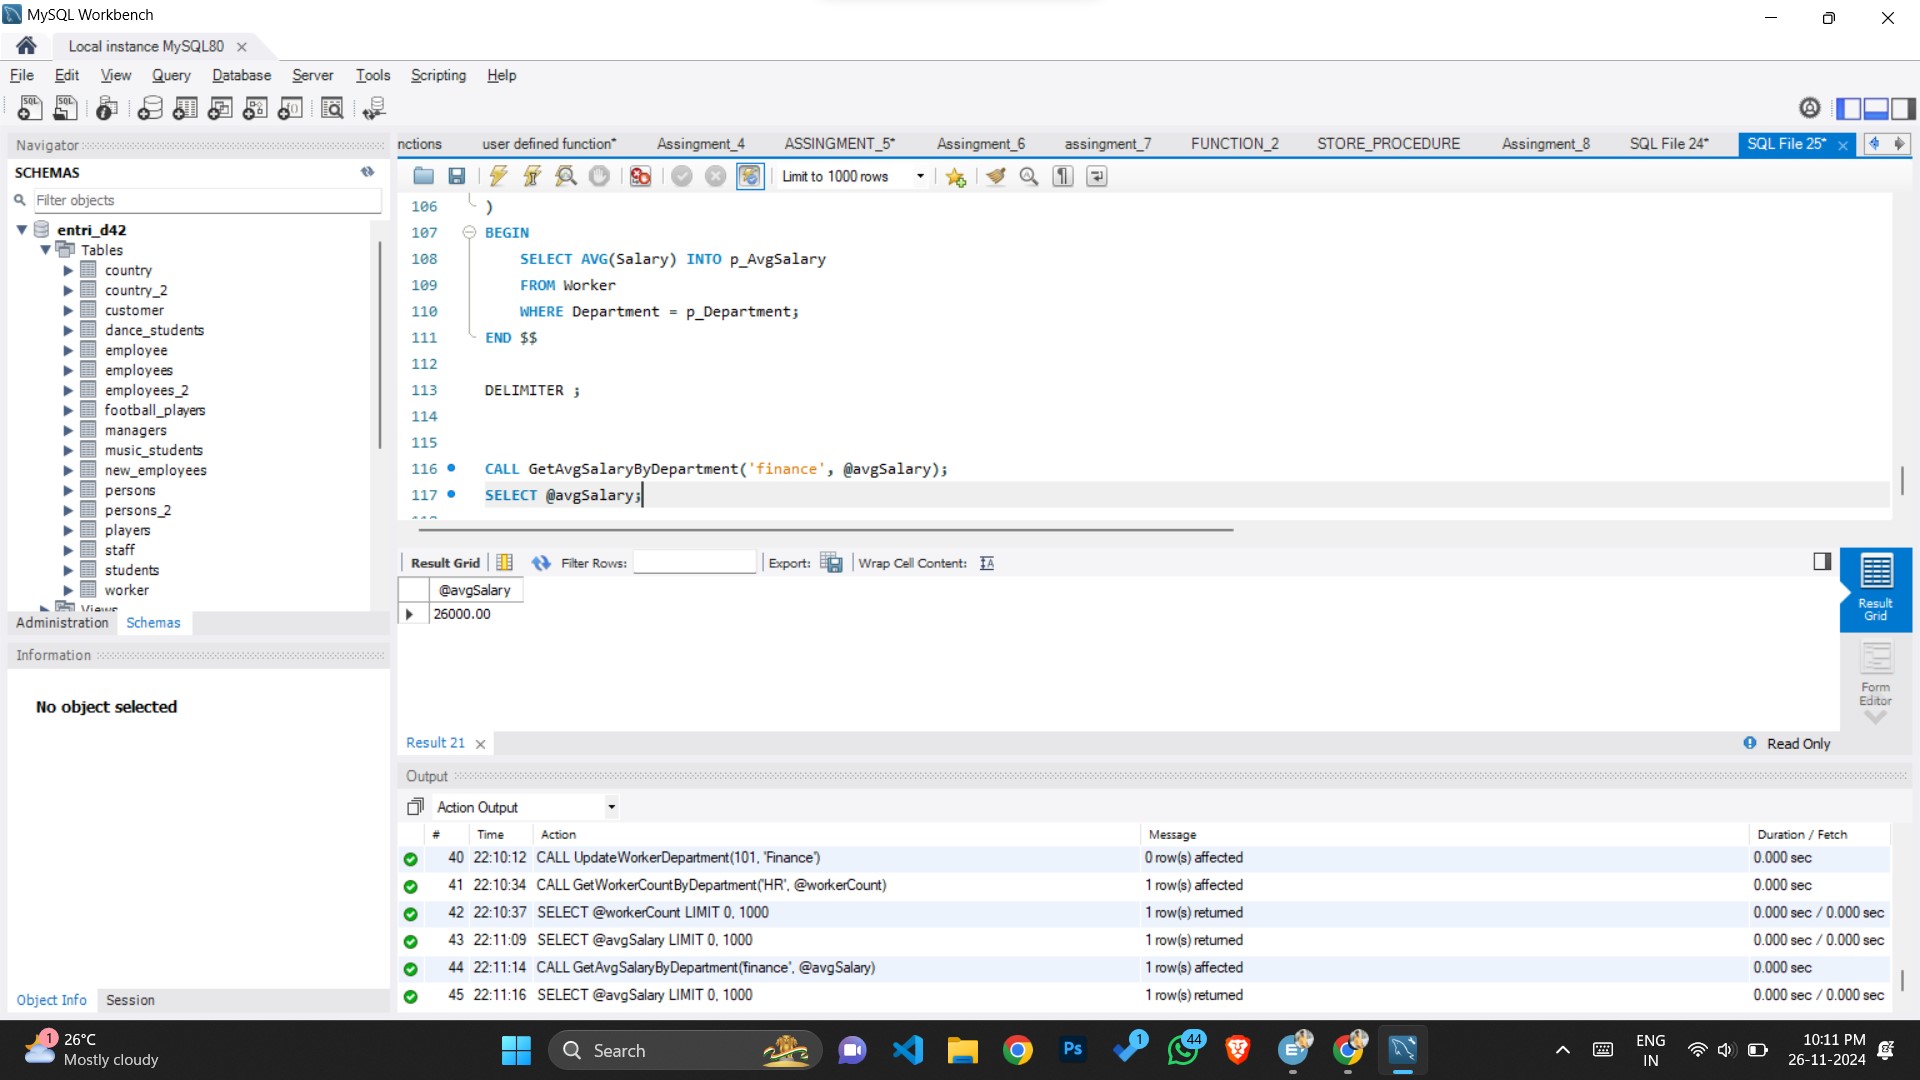 MySQL Workbench
Local instance MySQL80
File Edit View Query Database Server Tools Scripting Help
Navigator
SCHEMAS
Filter objects
entri_d42
Tables
country
country_2
customer
dance_students
employee
employees
employees_2
football_players
managers
music_students
new_employees
persons
persons_2
players
staff
students
worker
Views
Administration Schemas
Information
No object selected
Object Info Session
nctions user defined function* Assingment_4 ASSINGMENT_5* Assingment_6 assingment_7 FUNCTION_2 STORE_PROCEDURE Assingment_8 SQL File 24* SQL File 25*
Limit to 1000 rows
106 )
107 BEGIN
108 SELECT AVG(Salary) INTO p_AvgSalary
109 FROM Worker
110 WHERE Department = p_Department;
111 END $$
112
113 DELIMITER ;
114
115
116 CALL GetAvgSalaryByDepartment('finance', @avgSalary);
117 SELECT @avgSalary;
Result Grid Filter Rows: Export: Wrap Cell Content:
@avgSalary
26000.00
Result Grid
Form Editor
Result 21
Read Only
Output
Action Output
# Time Action Message Duration / Fetch
40 22:10:12 CALL UpdateWorkerDepartment(101, 'Finance') 0 row(s) affected 0.000 sec
41 22:10:34 CALL GetWorkerCountByDepartment('HR', @workerCount) 1 row(s) affected 0.000 sec
42 22:10:37 SELECT @workerCount LIMIT 0, 1000 1 row(s) returned 0.000 sec / 0.000 sec
43 22:11:09 SELECT @avgSalary LIMIT 0, 1000 1 row(s) returned 0.000 sec / 0.000 sec
44 22:11:14 CALL GetAvgSalaryByDepartment('finance', @avgSalary) 1 row(s) affected 0.000 sec
45 22:11:16 SELECT @avgSalary LIMIT 0, 1000 1 row(s) returned 0.000 sec / 0.000 sec
1
26°C
Mostly cloudy
Search
Ps
1
44
ENG
IN
10:11 PM
26-11-2024